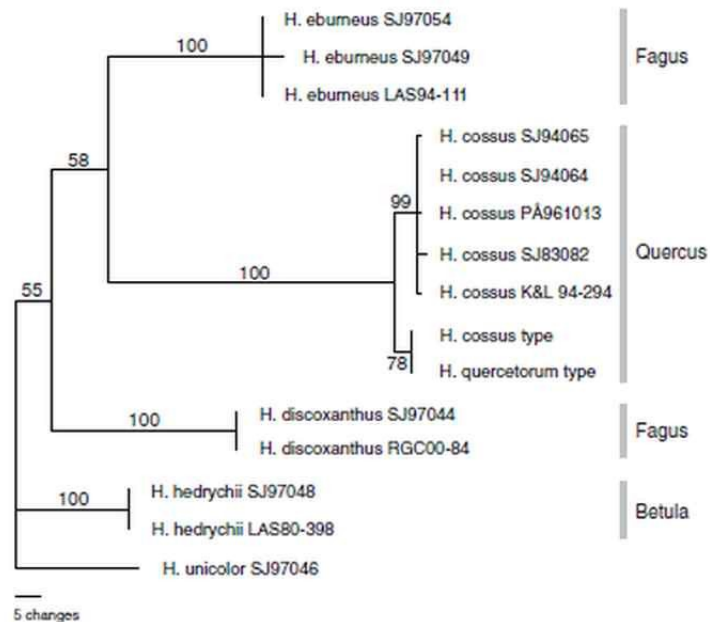 H. eburneus SJ97054
100
H. eburneus SJ97049
Fagus
H. eburneus LAS94-111
H. cossus SJ94065
58
H. cossus SJ94064
99
H. cossus PÅ961013
H. cossus SJ83082
Quercus
100
55
H. cossus K&L 94-294
H. cossus type
78
H. quercetorum type
H. discoxanthus SJ97044
100
Fagus
H. discoxanthus RGC00-84
H. hedrychii SJ97048
100
Betula
H. hedrychii LAS80-398
H. unicolor SJ97046
5 changes